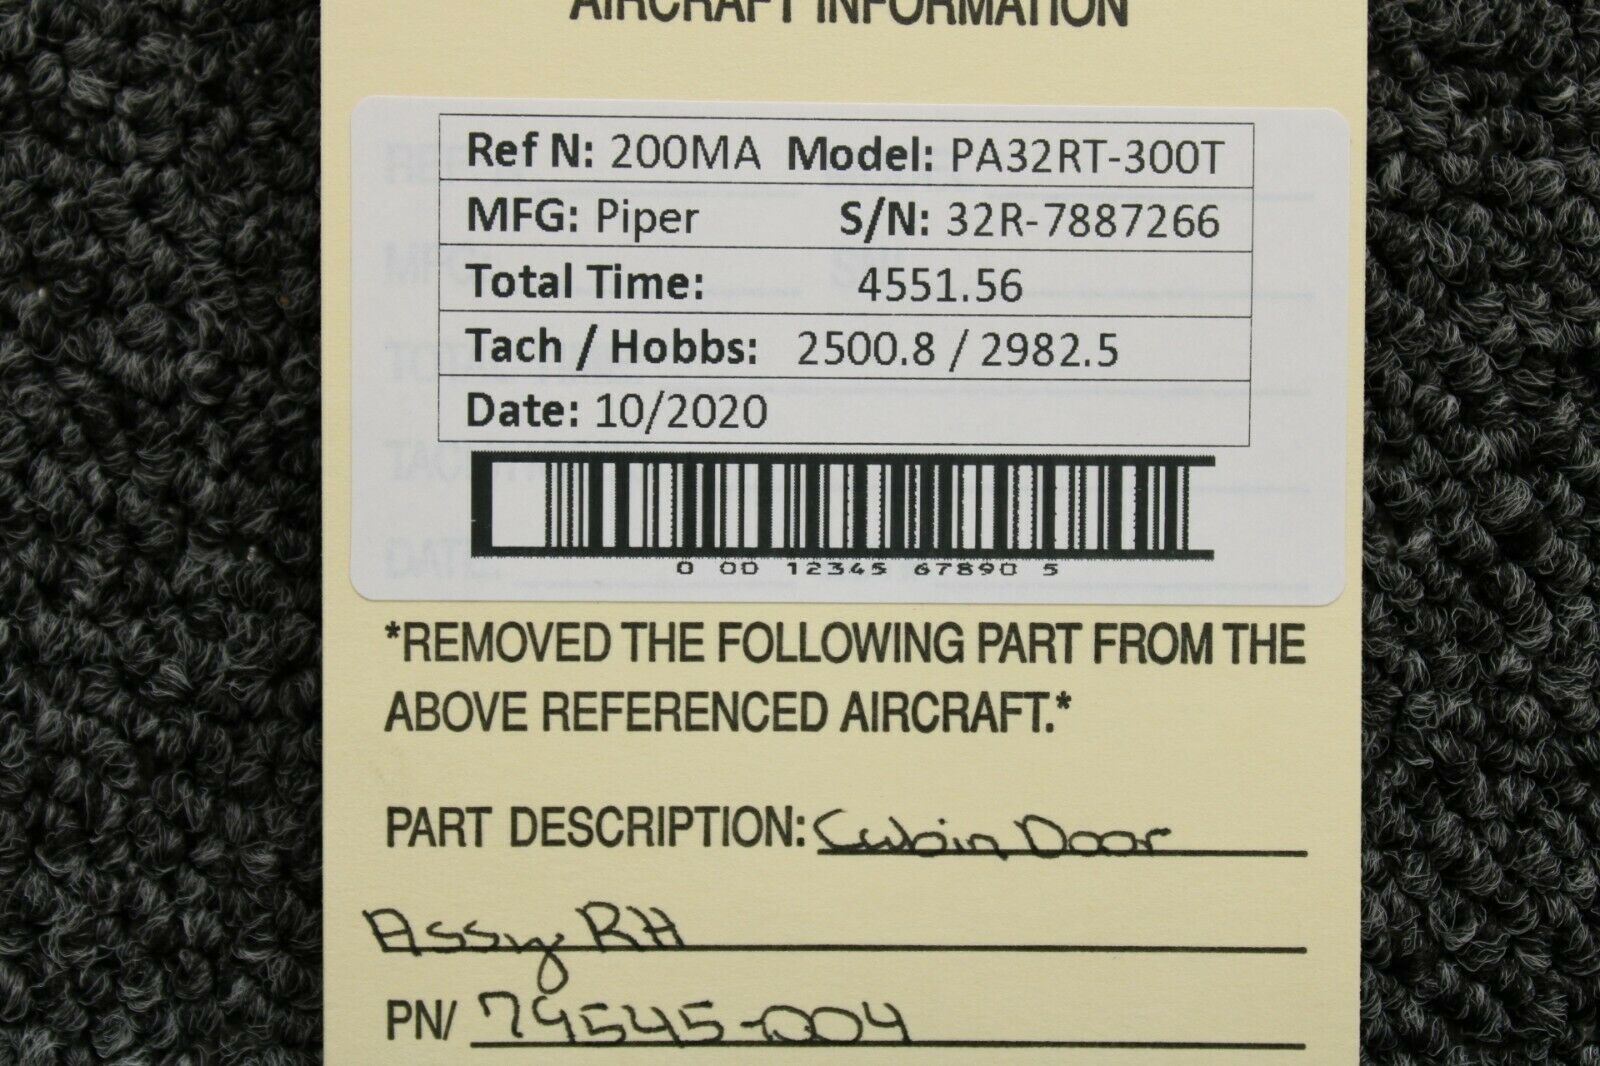 AIRCRAFT INFORMATION
Ref N: 200MA Model: PA32RT-300T
MFG: Piper S/N: 32R-7887266
Total Time: 4551.56
Tach / Hobbs: 2500.8 / 2982.5
Date: 10/2020
0 00 12345 67890 5
*REMOVED THE FOLLOWING PART FROM THE
ABOVE REFERENCED AIRCRAFT.*
PART DESCRIPTION: Cabin Door
Assy RH
PN/ 79545-004